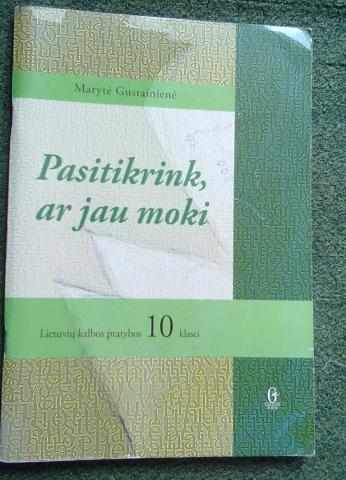 Marytė Gustainienė
Pasitikrink,
ar jau moki
Lietuvių kalbos pratybos 10 klasei
G